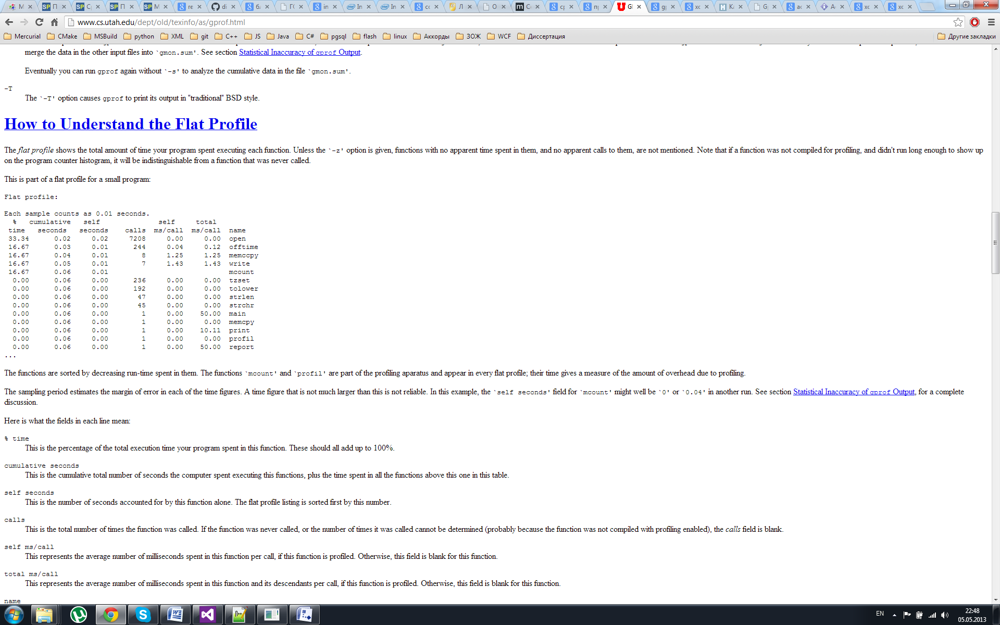 www.cs.utah.edu/dept/old/texinfo/as/gprof.html
Mercurial CMake MSBuild python XML git C++ JS Java C# pgsql flash linux Аккорды ЗОЖ WCF Диссертация Другие закладки
merge the data in the other input files into `gmon.sum'. See section Statistical Inaccuracy of gprof Output.
Eventually you can run gprof again without `-s' to analyze the cumulative data in the file `gmon.sum'.
-T
The `-T' option causes gprof to print its output in "traditional" BSD style.
How to Understand the Flat Profile
The flat profile shows the total amount of time your program spent executing each function. Unless the `-z' option is given, functions with no apparent time spent in them, and no apparent calls to them, are not mentioned. Note that if a function was not compiled for profiling, and didn't run long enough to show up
on the program counter histogram, it will be indistinguishable from a function that was never called.
This is part of a flat profile for a small program:
Flat profile:
Each sample counts as 0.01 seconds.
% cumulative self self total
time seconds seconds calls ms/call ms/call name
33.34 0.02 0.02 7208 0.00 0.00 open
16.67 0.03 0.01 244 0.04 0.12 offtime
16.67 0.04 0.01 8 1.25 1.25 memccpy
16.67 0.05 0.01 7 1.43 1.43 write
16.67 0.06 0.01 mcount
0.00 0.06 0.00 236 0.00 0.00 tzset
0.00 0.06 0.00 192 0.00 0.00 tolower
0.00 0.06 0.00 47 0.00 0.00 strlen
0.00 0.06 0.00 45 0.00 0.00 strchr
0.00 0.06 0.00 1 0.00 50.00 main
0.00 0.06 0.00 1 0.00 0.00 memcpy
0.00 0.06 0.00 1 0.00 10.11 print
0.00 0.06 0.00 1 0.00 0.00 profil
0.00 0.06 0.00 1 0.00 50.00 report
...
The functions are sorted by decreasing run-time spent in them. The functions `mcount' and `profil' are part of the profiling aparatus and appear in every flat profile; their time gives a measure of the amount of overhead due to profiling.
The sampling period estimates the margin of error in each of the time figures. A time figure that is not much larger than this is not reliable. In this example, the `self seconds' field for `mcount' might well be `0' or `0.04' in another run. See section Statistical Inaccuracy of gprof Output, for a complete
discussion.
Here is what the fields in each line mean:
% time
This is the percentage of the total execution time your program spent in this function. These should all add up to 100%.
cumulative seconds
This is the cumulative total number of seconds the computer spent executing this functions, plus the time spent in all the functions above this one in this table.
self seconds
This is the number of seconds accounted for by this function alone. The flat profile listing is sorted first by this number.
calls
This is the total number of times the function was called. If the function was never called, or the number of times it was called cannot be determined (probably because the function was not compiled with profiling enabled), the calls field is blank.
self ms/call
This represents the average number of milliseconds spent in this function per call, if this function is profiled. Otherwise, this field is blank for this function.
total ms/call
This represents the average number of milliseconds spent in this function and its descendants per call, if this function is profiled. Otherwise, this field is blank for this function.
name
EN 22:48
05.05.2013